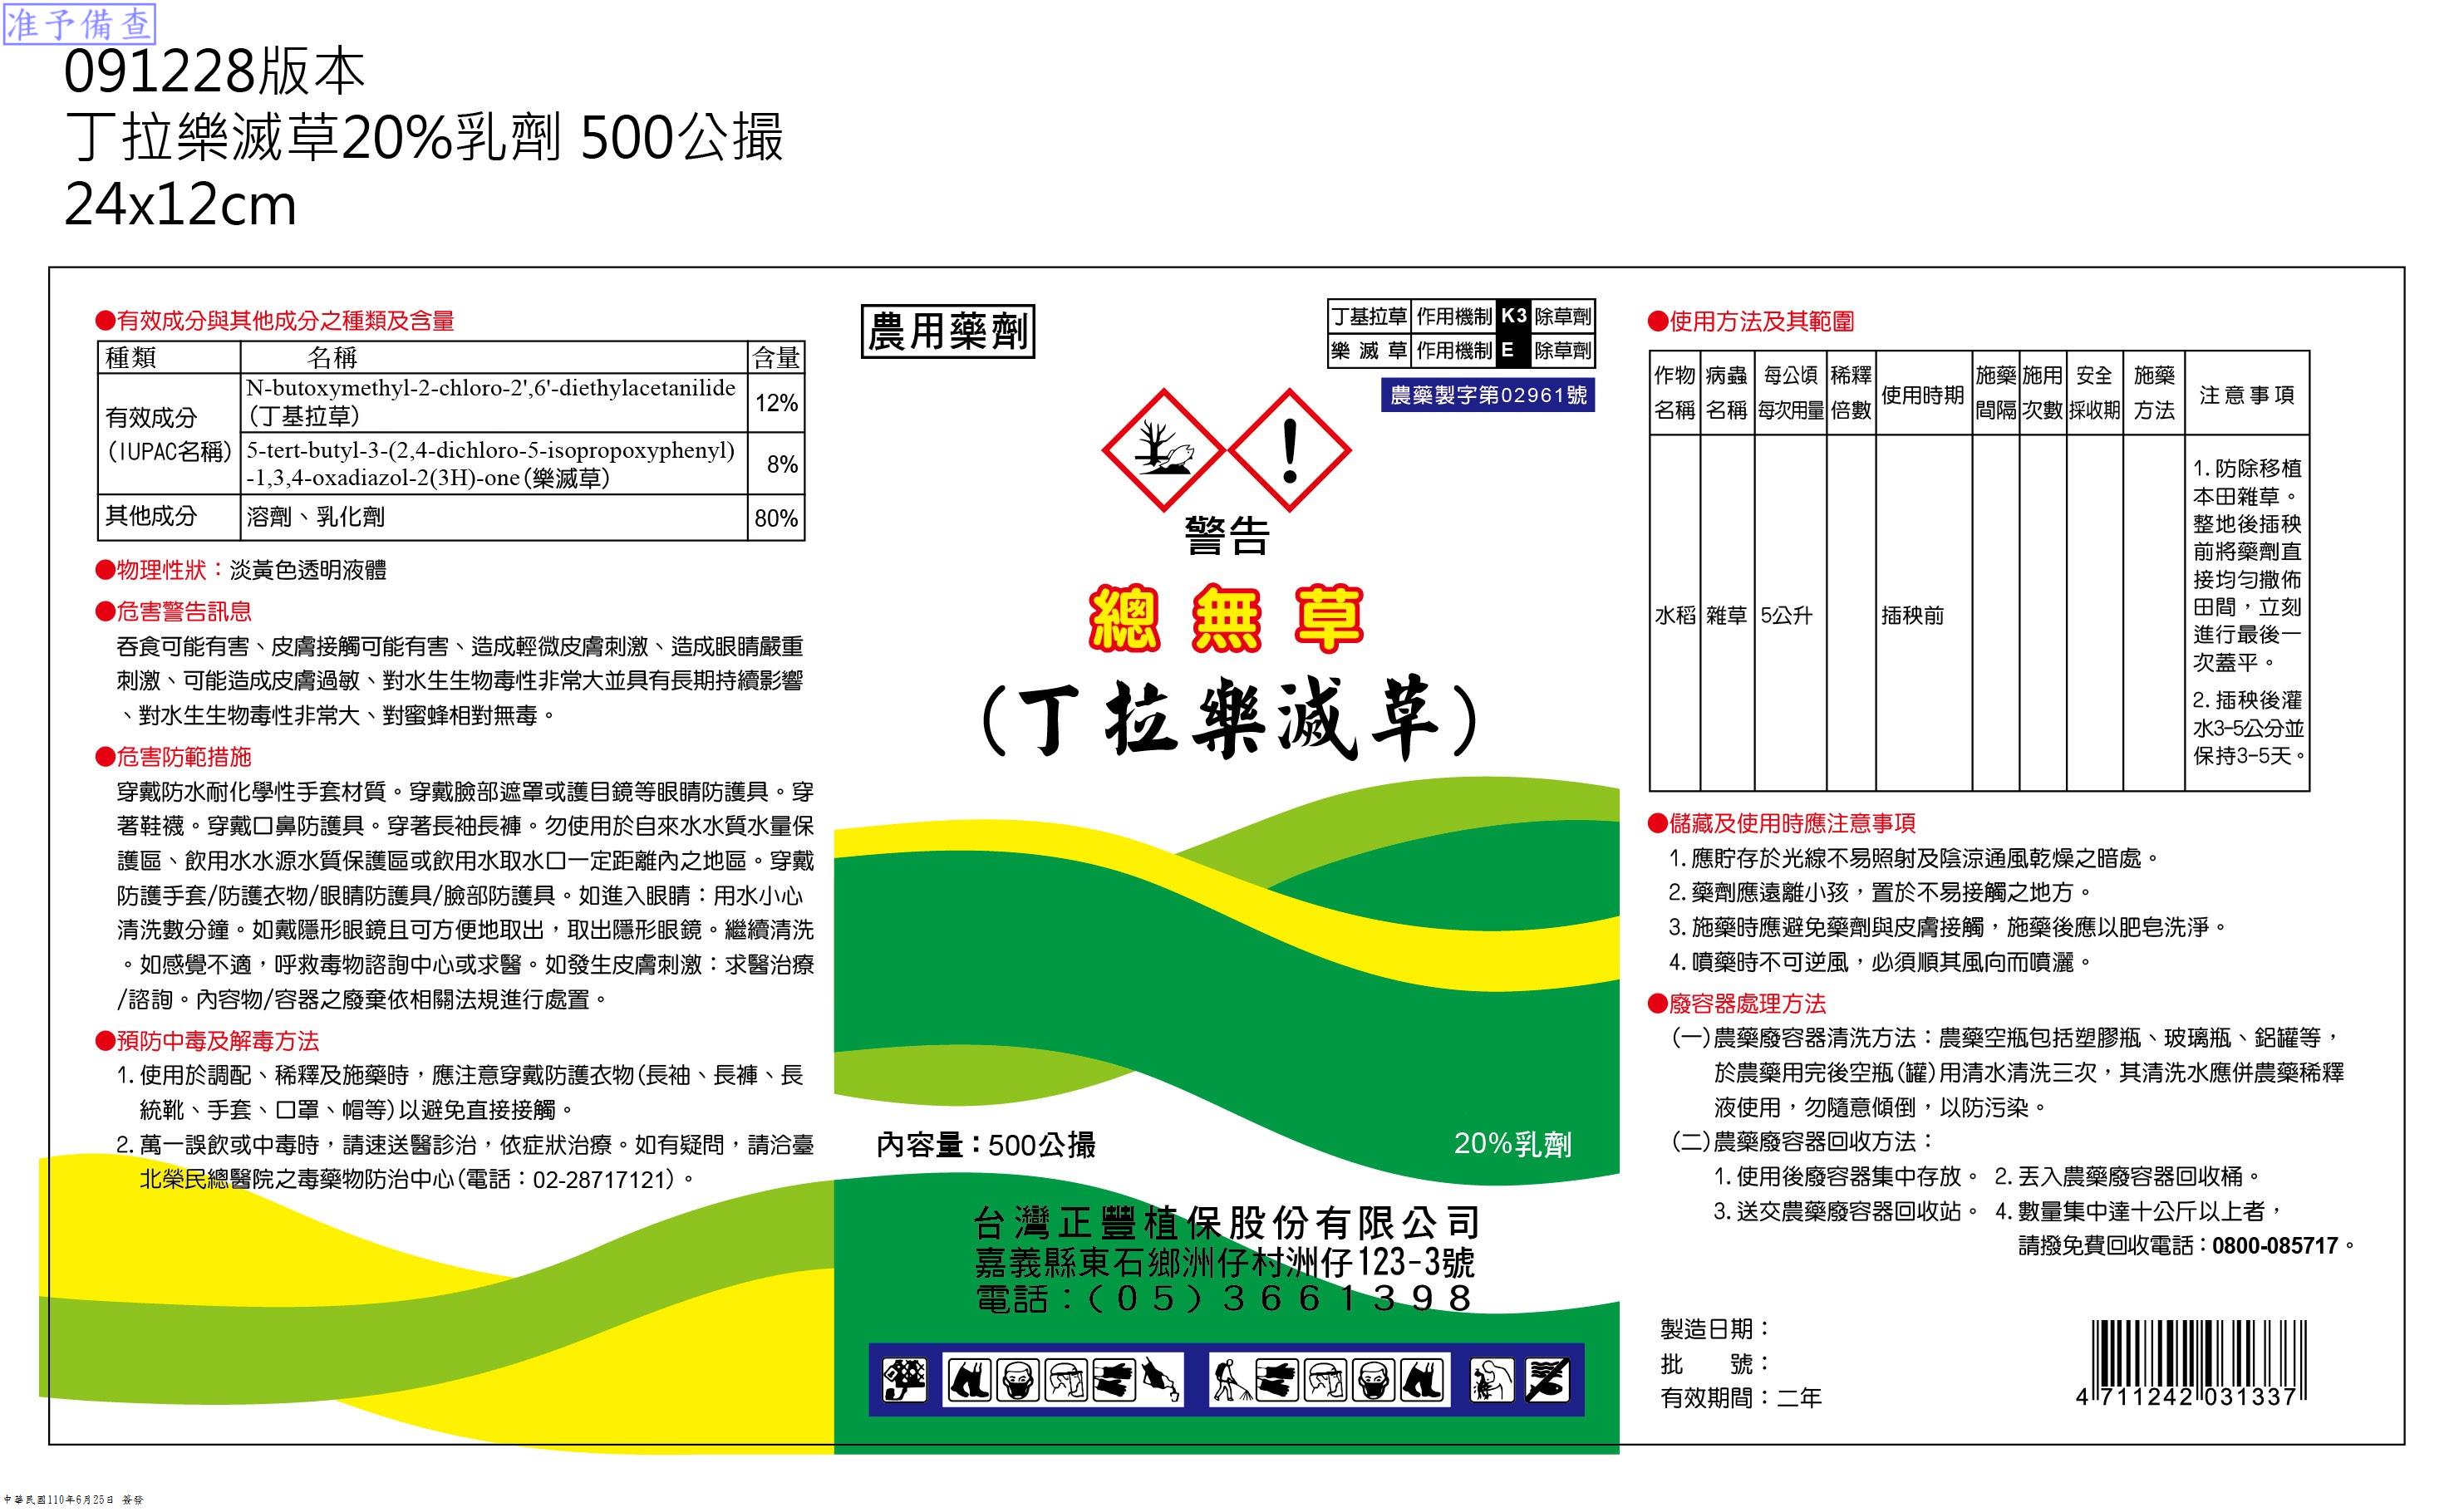 准予備查
091228版本
丁拉樂滅草20%乳劑 500公撮
24x12cm
●有效成分與其他成分之種類及含量
種類 名稱 含量
有效成分
(IUPAC名稱)
N-butoxymethyl-2-chloro-2',6'-diethylacetanilide
(丁基拉草)
12%
5-tert-butyl-3-(2,4-dichloro-5-isopropoxyphenyl)
-1,3,4-oxadiazol-2(3H)-one(樂滅草)
8%
其他成分 溶劑、乳化劑 80%
●物理性狀：淡黃色透明液體
●危害警告訊息
吞食可能有害、皮膚接觸可能有害、造成輕微皮膚刺激、造成眼睛嚴重
刺激、可能造成皮膚過敏、對水生生物毒性非常大並具有長期持續影響
、對水生生物毒性非常大、對蜜蜂相對無毒。
●危害防範措施
穿戴防水耐化學性手套材質。穿戴臉部遮罩或護目鏡等眼睛防護具。穿
著鞋襪。穿戴口鼻防護具。穿著長袖長褲。勿使用於自來水水質水量保
護區、飲用水水源水質保護區或飲用水取水口一定距離內之地區。穿戴
防護手套/防護衣物/眼睛防護具/臉部防護具。如進入眼睛：用水小心
清洗數分鐘。如戴隱形眼鏡且可方便地取出，取出隱形眼鏡。繼續清洗
。如感覺不適，呼救毒物諮詢中心或求醫。如發生皮膚刺激：求醫治療
/諮詢。內容物/容器之廢棄依相關法規進行處置。
●預防中毒及解毒方法
1.使用於調配、稀釋及施藥時，應注意穿戴防護衣物(長袖、長褲、長
統靴、手套、口罩、帽等)以避免直接接觸。
2.萬一誤飲或中毒時，請速送醫診治，依症狀治療。如有疑問，請洽臺
北榮民總醫院之毒藥物防治中心(電話：02-28717121)。
農用藥劑
丁基拉草 作用機制 K3 除草劑
樂滅草 作用機制 E 除草劑
農藥製字第02961號
警告
總無草
(丁拉樂滅草)
內容量：500公撮
20%乳劑
台灣正豐植保股份有限公司
嘉義縣東石鄉洲仔村洲仔123-3號
電話：(05)3661398
●使用方法及其範圍
作物名稱 病蟲名稱 每公頃每次用量 稀釋倍數 使用時期 施藥間隔 施用次數 安全採收期 施藥方法 注意事項
水稻 雜草 5公升 插秧前
1.防除移植
本田雜草。
整地後插秧
前將藥劑直
接均勻撒佈
田間，立刻
進行最後一
次蓋平。
2.插秧後灌
水3-5公分並
保持3-5天。
●儲藏及使用時應注意事項
1.應貯存於光線不易照射及陰涼通風乾燥之暗處。
2.藥劑應遠離小孩，置於不易接觸之地方。
3.施藥時應避免藥劑與皮膚接觸，施藥後應以肥皂洗淨。
4.噴藥時不可逆風，必須順其風向而噴灑。
●廢容器處理方法
(一)農藥廢容器清洗方法：農藥空瓶包括塑膠瓶、玻璃瓶、鋁罐等，
於農藥用完後空瓶(罐)用清水清洗三次，其清洗水應併農藥稀釋
液使用，勿隨意傾倒，以防污染。
(二)農藥廢容器回收方法：
1.使用後廢容器集中存放。 2.丟入農藥廢容器回收桶。
3.送交農藥廢容器回收站。 4.數量集中達十公斤以上者，
請撥免費回收電話：0800-085717。
製造日期：
批　　號：
有效期間：二年
4 711242 031337
中華民國110年6月25日 簽發